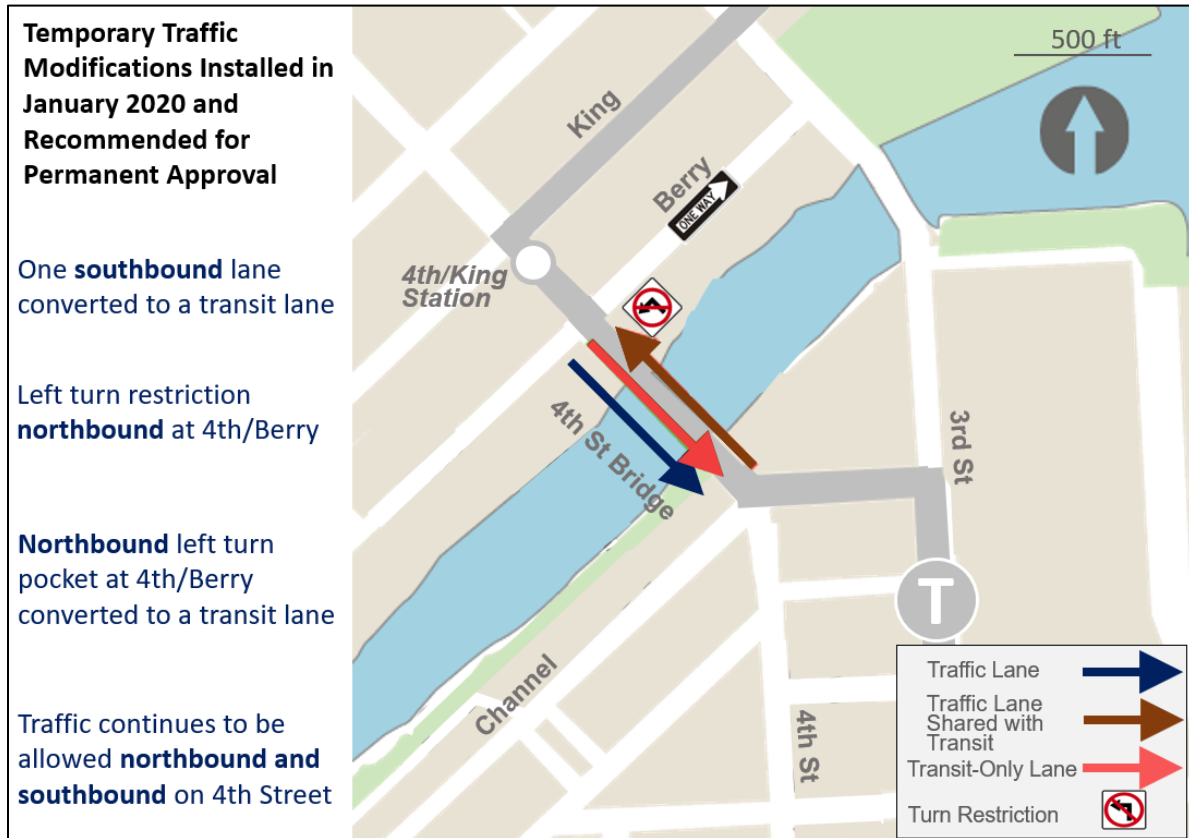 Temporary Traffic
Modifications Installed in
January 2020 and
Recommended for
Permanent Approval
One southbound lane
converted to a transit lane
Left turn restriction
northbound at 4th/Berry
Northbound left turn
pocket at 4th/Berry
converted to a transit lane
Traffic continues to be
allowed northbound and
southbound on 4th Street
500 ft
King
Berry
ONE WAY
4th/King
Station
4th St Bridge
3rd St
T
Channel
4th St
Traffic Lane
Traffic Lane
Shared with
Transit
Transit-Only Lane
Turn Restriction